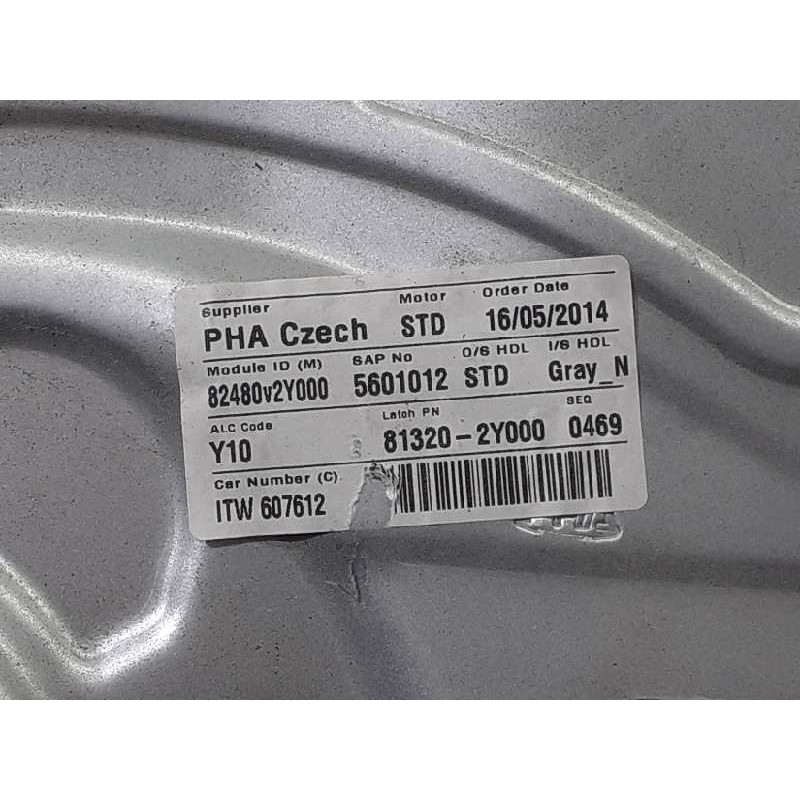 Supplier Motor Order Date
PHA Czech STD 16/05/2014
Module ID (M) SAP No O/S HDL I/S HDL
82480v2Y000 5601012 STD Gray_N
ALC Code Latch PN SEQ
Y10 81320-2Y000 0469
Car Number (C)
ITW 607612